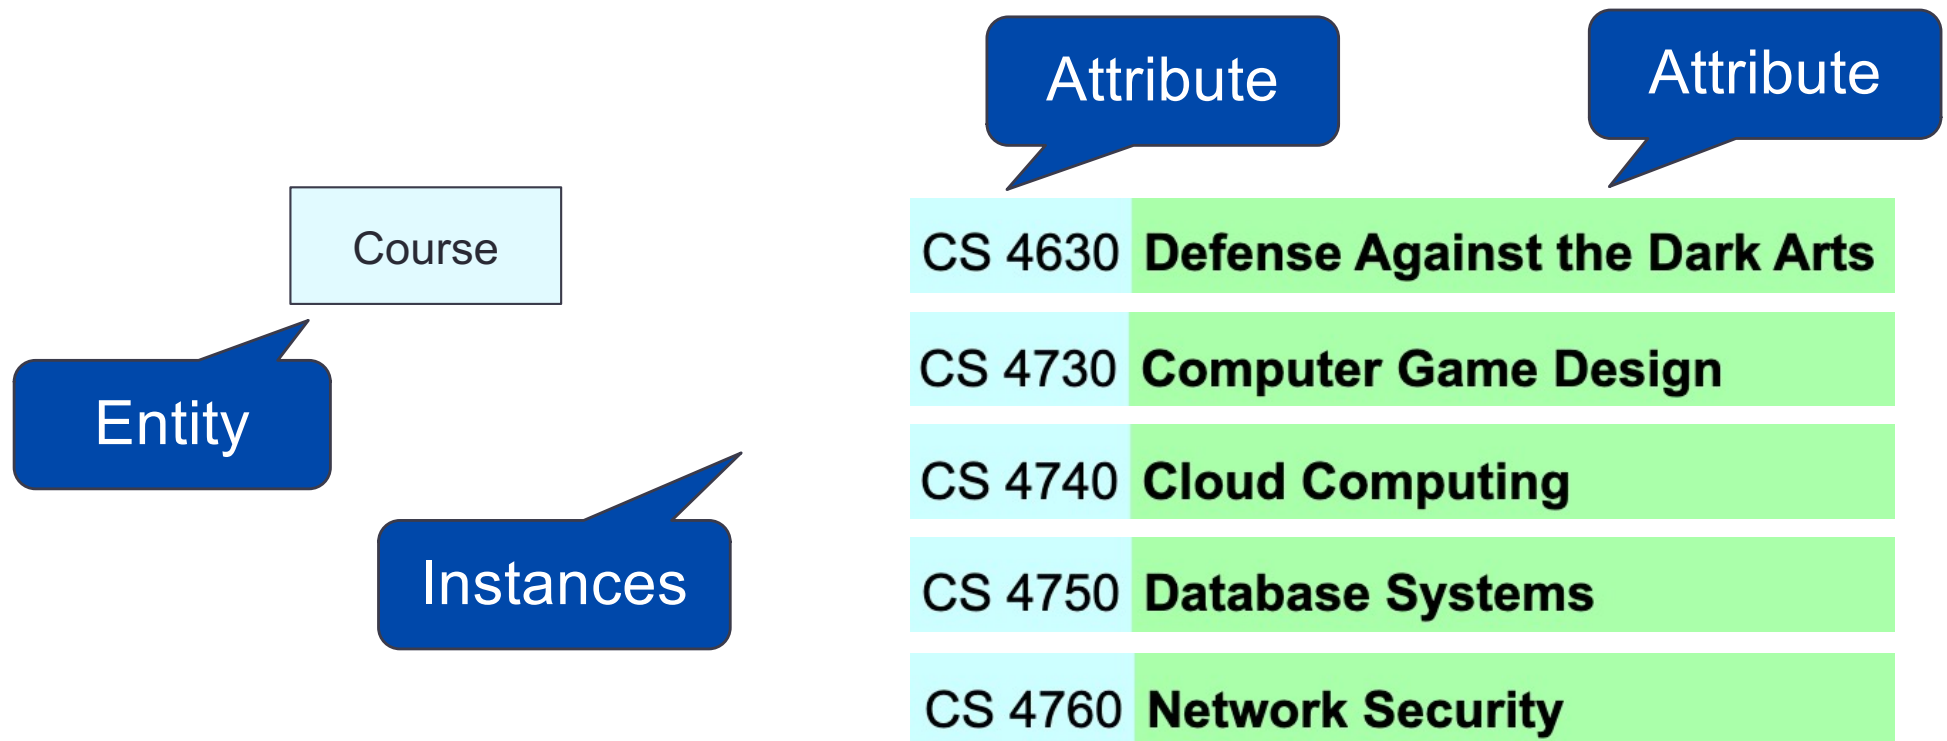 Attribute
Attribute
Course
Entity
Instances
CS 4630 Defense Against the Dark Arts
CS 4730 Computer Game Design
CS 4740 Cloud Computing
CS 4750 Database Systems
CS 4760 Network Security